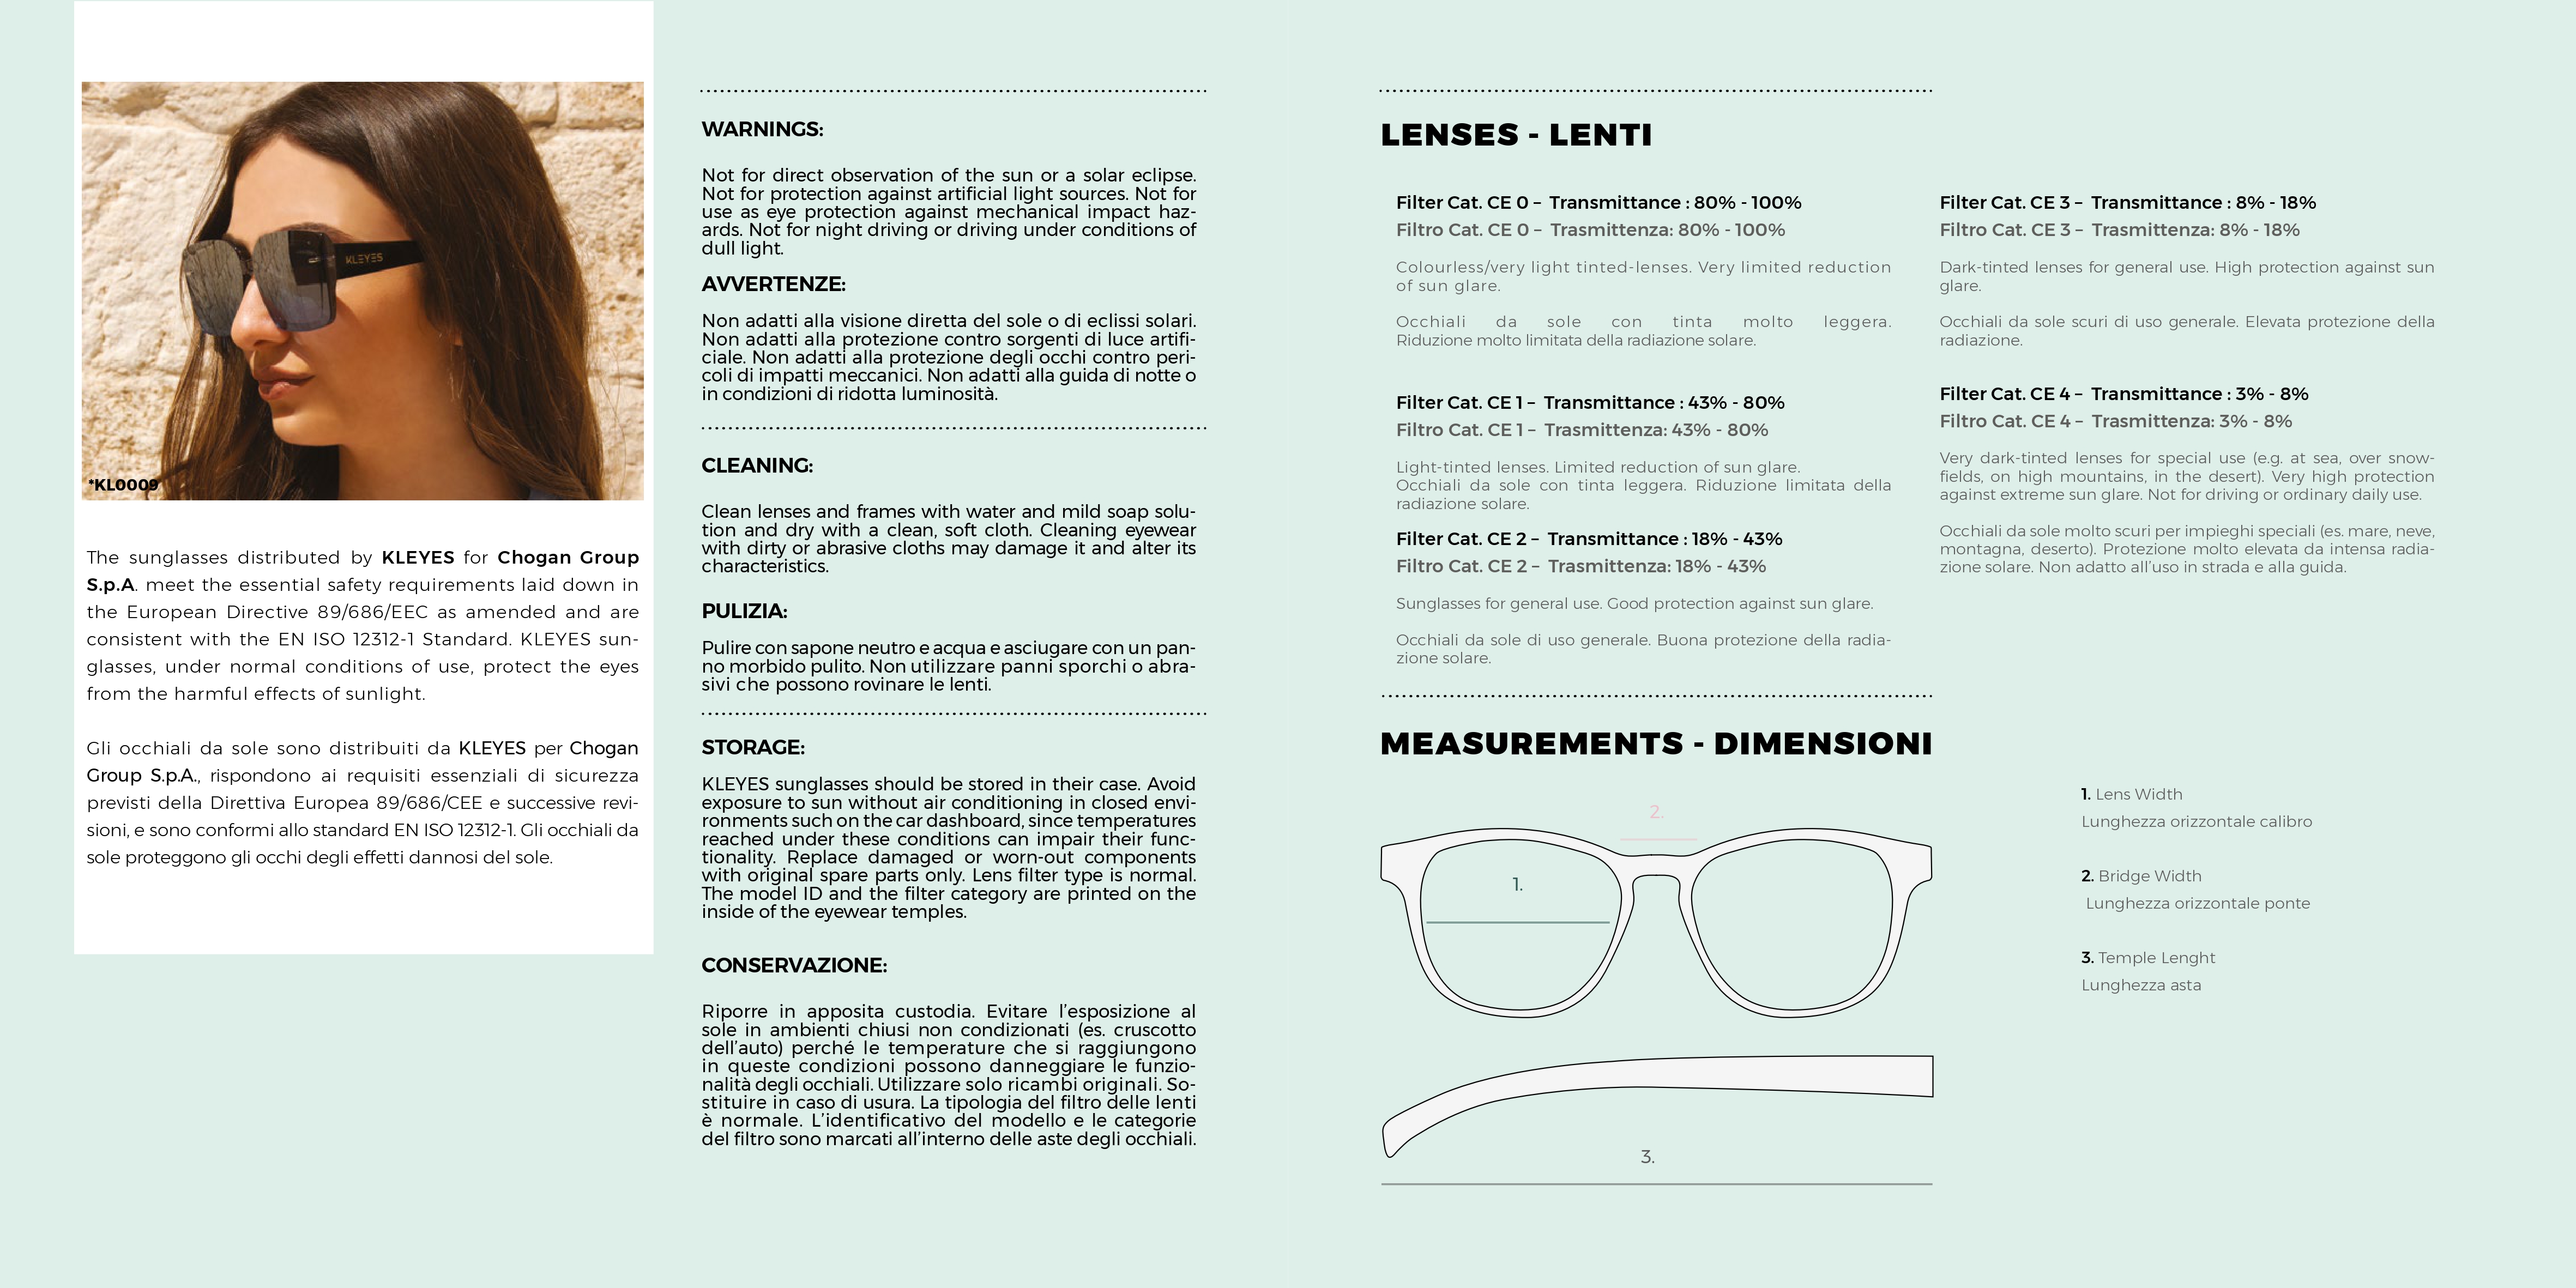 KLEYES
*KL0009
The sunglasses distributed by KLEYES for Chogan Group
S.p.A. meet the essential safety requirements laid down in
the European Directive 89/686/EEC as amended and are
consistent with the EN ISO 12312-1 Standard. KLEYES sun-
glasses, under normal conditions of use, protect the eyes
from the harmful effects of sunlight.
Gli occhiali da sole sono distribuiti da KLEYES per Chogan
Group S.p.A., rispondono ai requisiti essenziali di sicurezza
previsti della Direttiva Europea 89/686/CEE e successive revi-
sioni, e sono conformi allo standard EN ISO 12312-1. Gli occhiali da
sole proteggono gli occhi degli effetti dannosi del sole.
WARNINGS:
Not for direct observation of the sun or a solar eclipse.
Not for protection against artificial light sources. Not for
use as eye protection against mechanical impact haz-
ards. Not for night driving or driving under conditions of
dull light.
AVVERTENZE:
Non adatti alla visione diretta del sole o di eclissi solari.
Non adatti alla protezione contro sorgenti di luce artifi-
ciale. Non adatti alla protezione degli occhi contro peri-
coli di impatti meccanici. Non adatti alla guida di notte o
in condizioni di ridotta luminosità.
CLEANING:
Clean lenses and frames with water and mild soap solu-
tion and dry with a clean, soft cloth. Cleaning eyewear
with dirty or abrasive cloths may damage it and alter its
characteristics.
PULIZIA:
Pulire con sapone neutro e acqua e asciugare con un pan-
no morbido pulito. Non utilizzare panni sporchi o abra-
sivi che possono rovinare le lenti.
STORAGE:
KLEYES sunglasses should be stored in their case. Avoid
exposure to sun without air conditioning in closed envi-
ronments such on the car dashboard, since temperatures
reached under these conditions can impair their func-
tionality. Replace damaged or worn-out components
with original spare parts only. Lens filter type is normal.
The model ID and the filter category are printed on the
inside of the eyewear temples.
CONSERVAZIONE:
Riporre in apposita custodia. Evitare l'esposizione al
sole in ambienti chiusi non condizionati (es. cruscotto
dell'auto) perché le temperature che si raggiungono
in queste condizioni possono danneggiare le funzio-
nalità degli occhiali. Utilizzare solo ricambi originali. So-
stituire in caso di usura. La tipologia del filtro delle lenti
è normale. L'identificativo del modello e le categorie
del filtro sono marcati all'interno delle aste degli occhiali.
LENSES - LENTI
Filter Cat. CE 0 – Transmittance : 80% - 100%
Filtro Cat. CE 0 – Trasmittenza: 80% - 100%
Colourless/very light tinted-lenses. Very limited reduction
of sun glare.
Occhiali da sole con tinta molto leggera.
Riduzione molto limitata della radiazione solare.
Filter Cat. CE 1 – Transmittance : 43% - 80%
Filtro Cat. CE 1 – Trasmittenza: 43% - 80%
Light-tinted lenses. Limited reduction of sun glare.
Occhiali da sole con tinta leggera. Riduzione limitata della
radiazione solare.
Filter Cat. CE 2 – Transmittance : 18% - 43%
Filtro Cat. CE 2 – Trasmittenza: 18% - 43%
Sunglasses for general use. Good protection against sun glare.
Occhiali da sole di uso generale. Buona protezione della radia-
zione solare.
Filter Cat. CE 3 – Transmittance : 8% - 18%
Filtro Cat. CE 3 – Trasmittenza: 8% - 18%
Dark-tinted lenses for general use. High protection against sun
glare.
Occhiali da sole scuri di uso generale. Elevata protezione della
radiazione.
Filter Cat. CE 4 – Transmittance : 3% - 8%
Filtro Cat. CE 4 – Trasmittenza: 3% - 8%
Very dark-tinted lenses for special use (e.g. at sea, over snow-
fields, on high mountains, in the desert). Very high protection
against extreme sun glare. Not for driving or ordinary daily use.
Occhiali da sole molto scuri per impieghi speciali (es. mare, neve,
montagna, deserto). Protezione molto elevata da intensa radia-
zione solare. Non adatto all'uso in strada e alla guida.
MEASUREMENTS - DIMENSIONI
2.
1.
3.
1. Lens Width
Lunghezza orizzontale calibro
2. Bridge Width
Lunghezza orizzontale ponte
3. Temple Lenght
Lunghezza asta